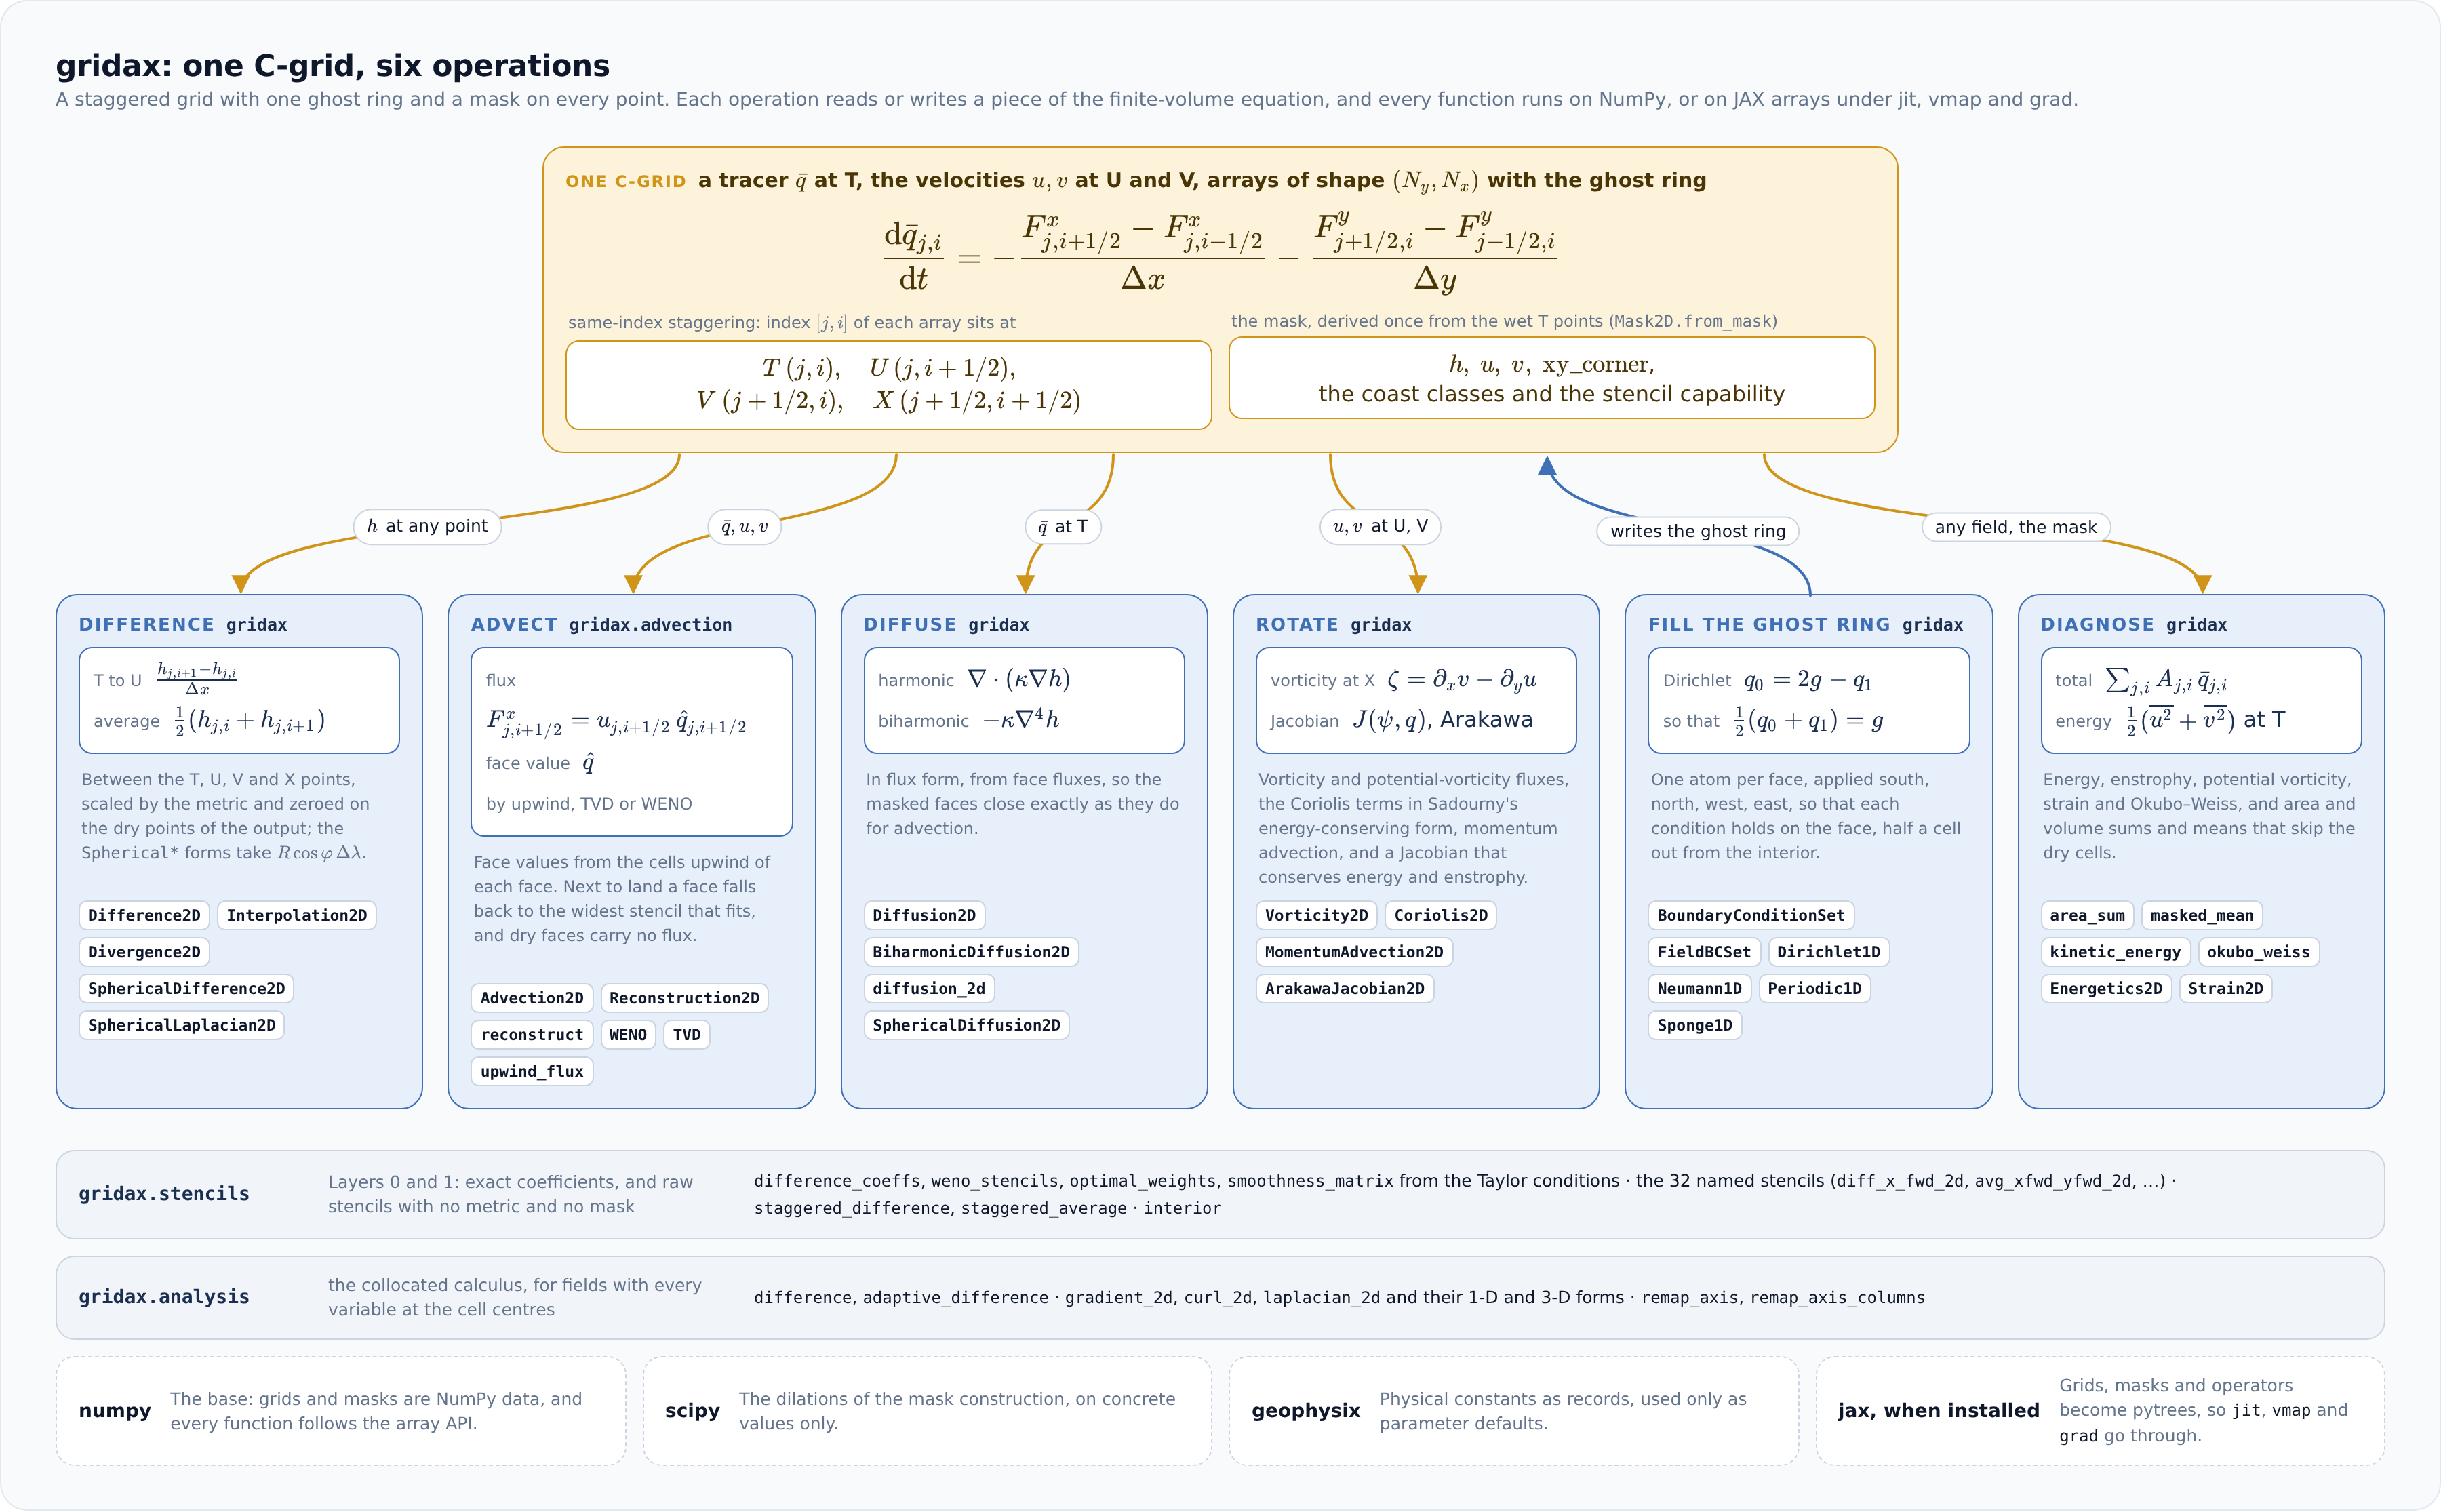 gridax: one C-grid, six operations
A staggered grid with one ghost ring and a mask on every point. Each operation reads or writes a piece of the finite-volume equation, and every function runs on NumPy, or on JAX arrays under jit, vmap and grad.
ONE C-GRID a tracer q̄ at T, the velocities u, v at U and V, arrays of shape (N_y, N_x) with the ghost ring
dq̄_{j,i}/dt = − (F^x_{j,i+1/2} − F^x_{j,i−1/2})/Δx − (F^y_{j+1/2,i} − F^y_{j−1/2,i})/Δy
same-index staggering: index [j, i] of each array sits at
T (j, i), U (j, i + 1/2),
V (j + 1/2, i), X (j + 1/2, i + 1/2)
the mask, derived once from the wet T points (Mask2D.from_mask)
h, u, v, xy_corner,
the coast classes and the stencil capability
h at any point
q̄, u, v
q̄ at T
u, v at U, V
writes the ghost ring
any field, the mask
DIFFERENCE gridax
T to U (h_{j,i+1} − h_{j,i})/Δx
average ½(h_{j,i} + h_{j,i+1})
Between the T, U, V and X points,
scaled by the metric and zeroed on
the dry points of the output; the
Spherical* forms take R cos φ Δλ.
Difference2D Interpolation2D
Divergence2D
SphericalDifference2D
SphericalLaplacian2D
ADVECT gridax.advection
flux
F^x_{j,i+1/2} = u_{j,i+1/2} q̂_{j,i+1/2}
face value q̂
by upwind, TVD or WENO
Face values from the cells upwind of
each face. Next to land a face falls
back to the widest stencil that fits,
and dry faces carry no flux.
Advection2D Reconstruction2D
reconstruct WENO TVD
upwind_flux
DIFFUSE gridax
harmonic ∇ · (κ∇h)
biharmonic −κ∇⁴h
In flux form, from face fluxes, so the
masked faces close exactly as they do
for advection.
Diffusion2D
BiharmonicDiffusion2D
diffusion_2d
SphericalDiffusion2D
ROTATE gridax
vorticity at X ζ = ∂_x v − ∂_y u
Jacobian J(ψ, q), Arakawa
Vorticity and potential-vorticity fluxes,
the Coriolis terms in Sadourny's
energy-conserving form, momentum
advection, and a Jacobian that
conserves energy and enstrophy.
Vorticity2D Coriolis2D
MomentumAdvection2D
ArakawaJacobian2D
FILL THE GHOST RING gridax
Dirichlet q₀ = 2g − q₁
so that ½(q₀ + q₁) = g
One atom per face, applied south,
north, west, east, so that each
condition holds on the face, half a cell
out from the interior.
BoundaryConditionSet
FieldBCSet Dirichlet1D
Neumann1D Periodic1D
Sponge1D
DIAGNOSE gridax
total ∑_{j,i} A_{j,i} q̄_{j,i}
energy ½(u̅²̅ + v̅²̅) at T
Energy, enstrophy, potential vorticity,
strain and Okubo–Weiss, and area and
volume sums and means that skip the
dry cells.
area_sum masked_mean
kinetic_energy okubo_weiss
Energetics2D Strain2D
gridax.stencils
Layers 0 and 1: exact coefficients, and raw
stencils with no metric and no mask
difference_coeffs, weno_stencils, optimal_weights, smoothness_matrix from the Taylor conditions · the 32 named stencils (diff_x_fwd_2d, avg_xfwd_yfwd_2d, …) ·
staggered_difference, staggered_average · interior
gridax.analysis
the collocated calculus, for fields with every
variable at the cell centres
difference, adaptive_difference · gradient_2d, curl_2d, laplacian_2d and their 1-D and 3-D forms · remap_axis, remap_axis_columns
numpy
The base: grids and masks are NumPy data, and
every function follows the array API.
scipy
The dilations of the mask construction, on concrete
values only.
geophysix
Physical constants as records, used only as
parameter defaults.
jax, when installed
Grids, masks and operators
become pytrees, so jit, vmap and
grad go through.